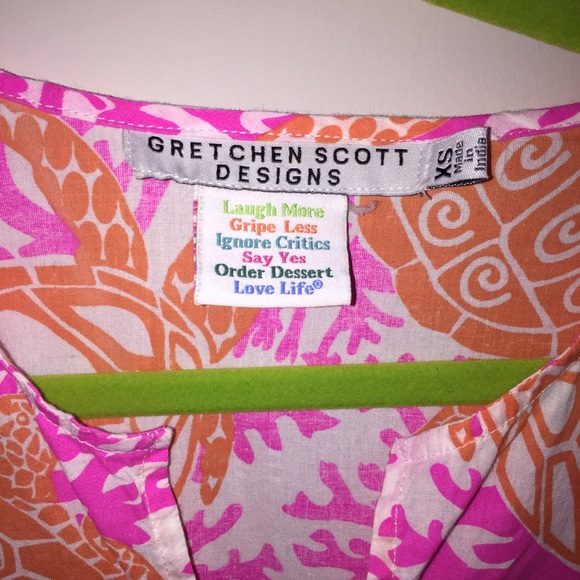 GRETCHEN SCOTT
DESIGNS
XS
Made
in
India
Laugh More
Gripe Less
Ignore Critics
Say Yes
Order Dessert
Love Life®